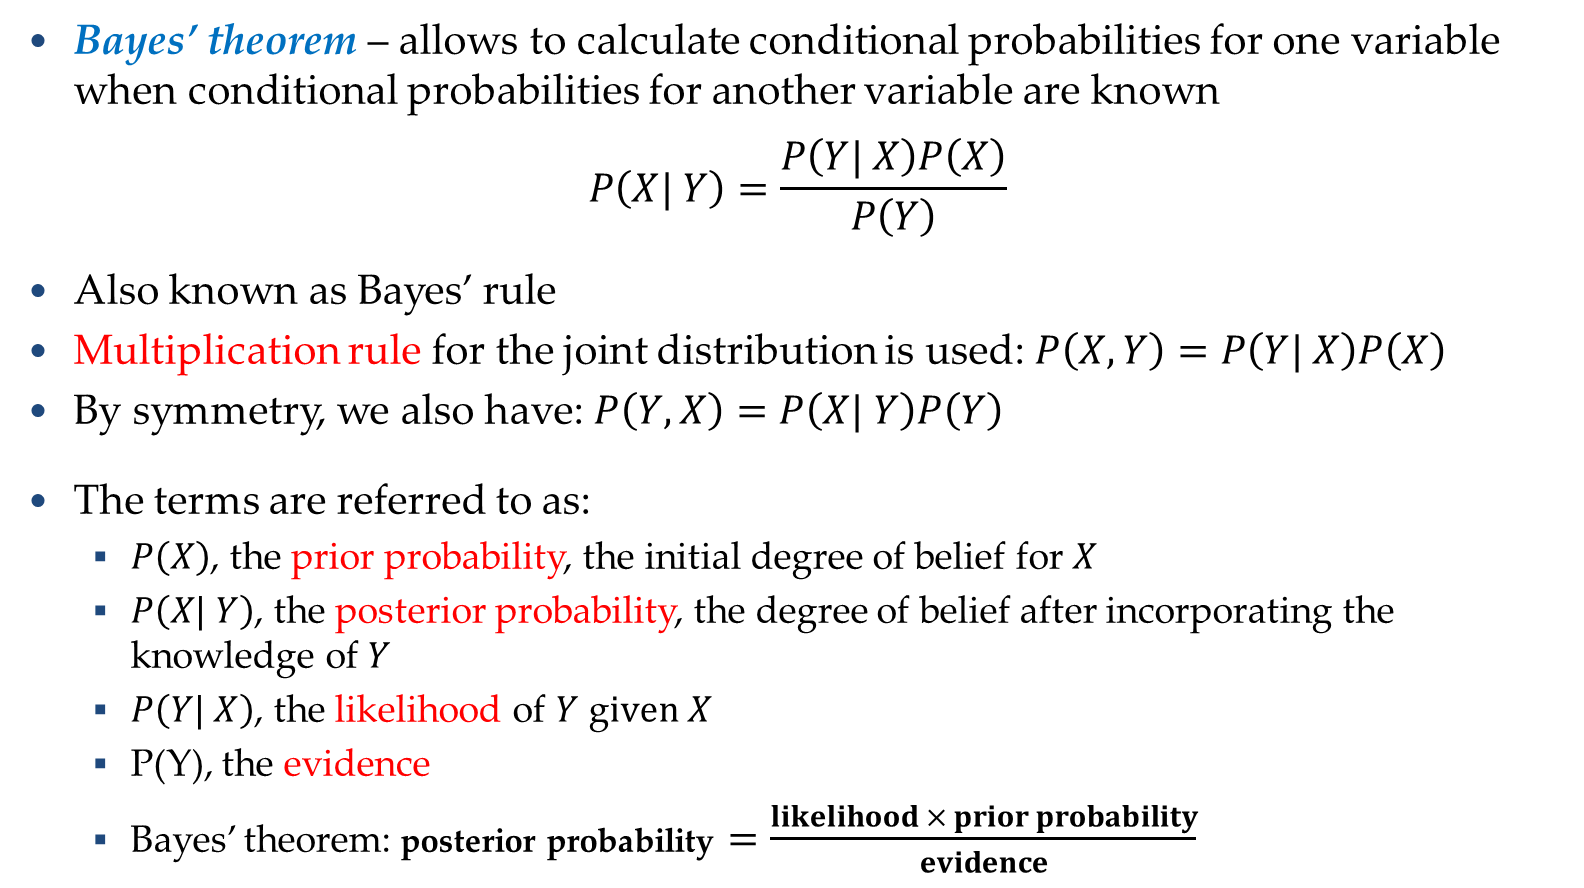 • Bayes’ theorem – allows to calculate conditional probabilities for one variable
when conditional probabilities for another variable are known
P(X| Y) = P(Y| X)P(X) / P(Y)
• Also known as Bayes’ rule
• Multiplication rule for the joint distribution is used: P(X, Y) = P(Y| X)P(X)
• By symmetry, we also have: P(Y, X) = P(X| Y)P(Y)
• The terms are referred to as:
▪ P(X), the prior probability, the initial degree of belief for X
▪ P(X| Y), the posterior probability, the degree of belief after incorporating the
knowledge of Y
▪ P(Y| X), the likelihood of Y given X
▪ P(Y), the evidence
▪ Bayes’ theorem: posterior probability = likelihood × prior probability / evidence